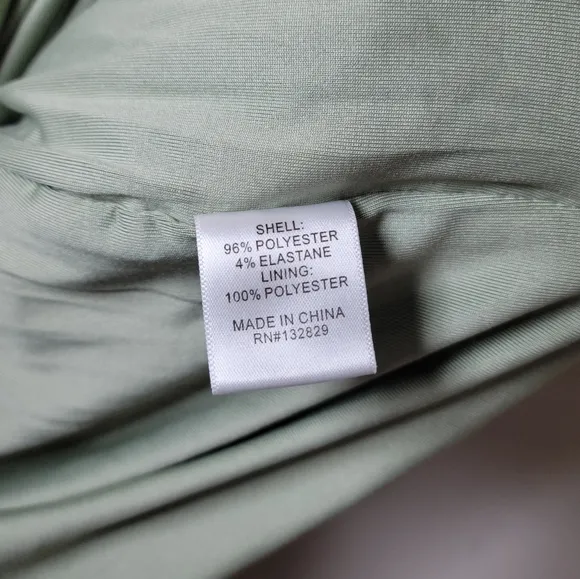 SHELL:
96% POLYESTER
4% ELASTANE
LINING:
100% POLYESTER
MADE IN CHINA
RN#132829